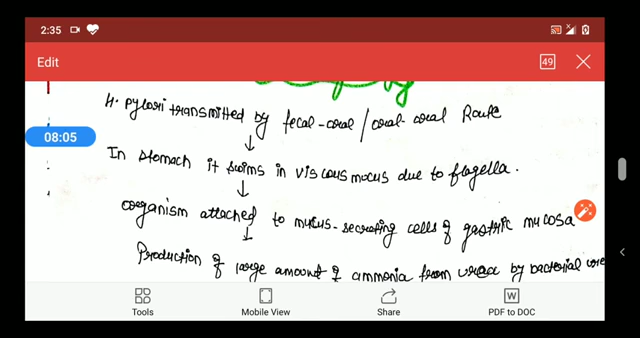 2:35
Edit
49
H. pylori transmitted by fecal-oral / oral-oral Route
08:05
In stomach it swims in viscous mucus due to flagella.
organism attached to mucus-secreting cells of gastric mucosa
Production of large amount of ammonia from urea by bacterial ure
Tools
Mobile View
Share
W
PDF to DOC